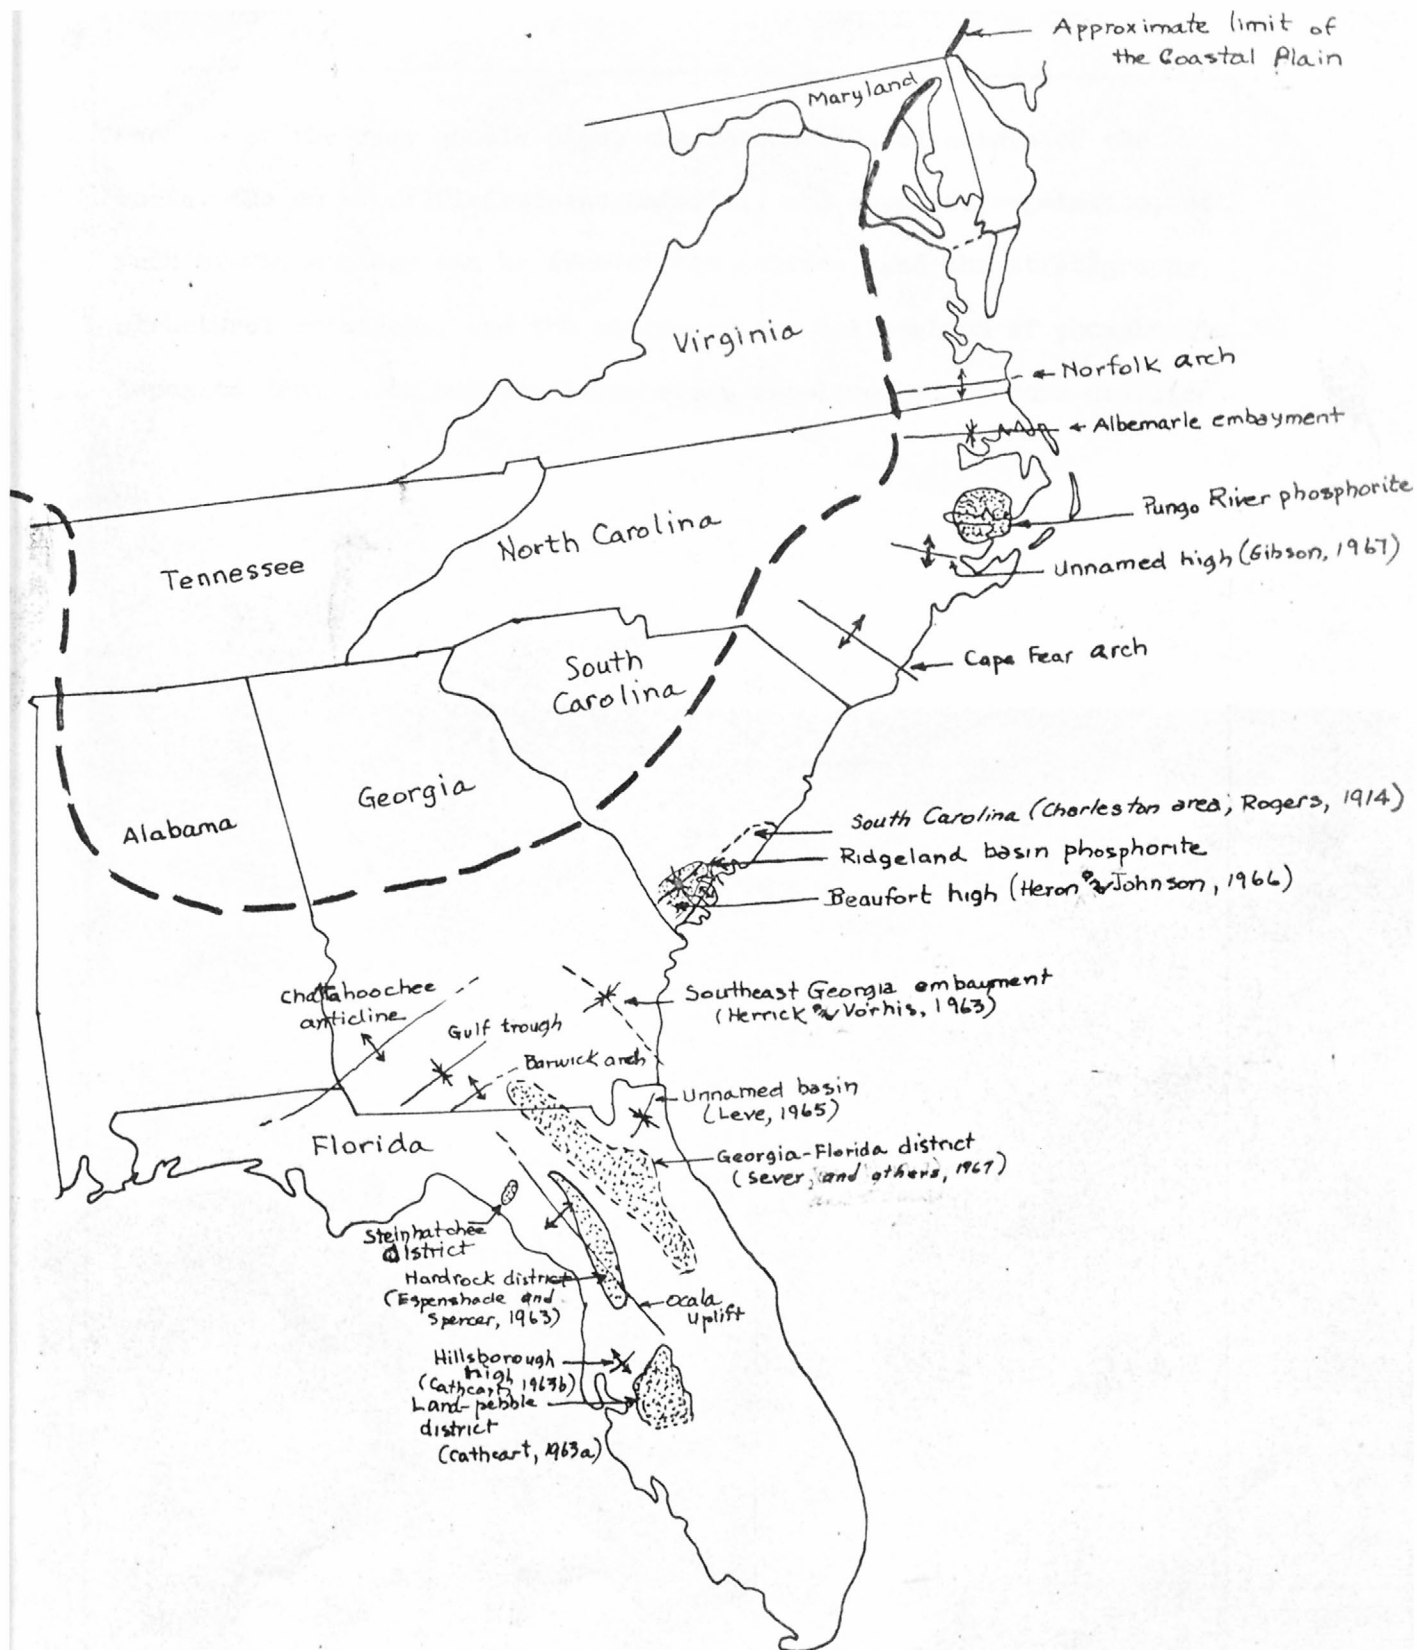 Approximate limit of
the Coastal Plain
Maryland
Virginia
Norfolk arch
Albemarle embayment
Pungo River phosphorite
North Carolina
Unnamed high (Gibson, 1967)
Tennessee
Cape Fear arch
South
Carolina
Georgia
Alabama
South Carolina (Charleston area; Rogers, 1914)
Ridgeland basin phosphorite
Beaufort high (Heron & Johnson, 1966)
Chattahoochee
anticline
Southeast Georgia embayment
(Herrick & Vorhis, 1963)
Gulf trough
Barwick arch
Unnamed basin
(Leve, 1965)
Florida
Georgia-Florida district
(Sever, and others, 1967)
Steinhatchee
district
Hardrock district
(Espenshade and
Spencer, 1963)
Ocala
uplift
Hillsborough
high
(Cathcart, 1963b)
Land-pebble
district
(Cathcart, 1963a)